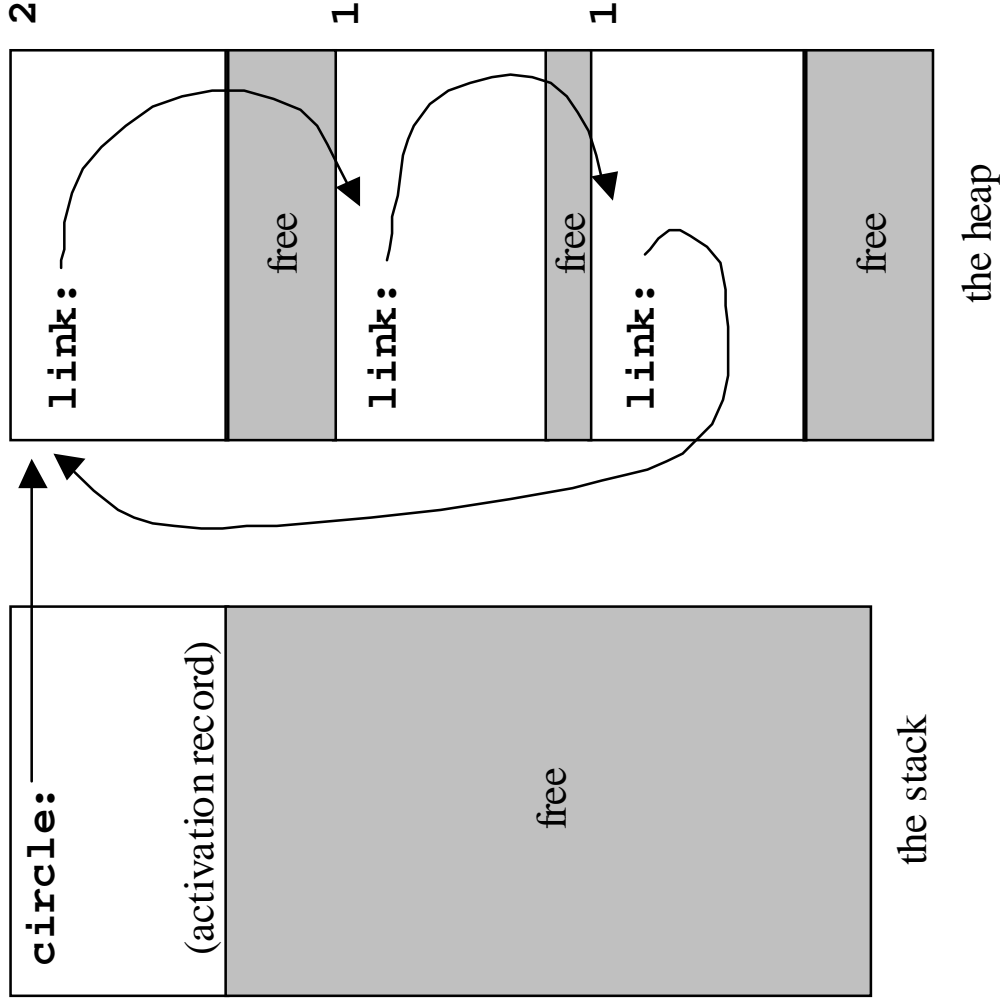 circle:
(activation record)
free
the stack
link:
2
free
link:
1
free
link:
1
free
the heap